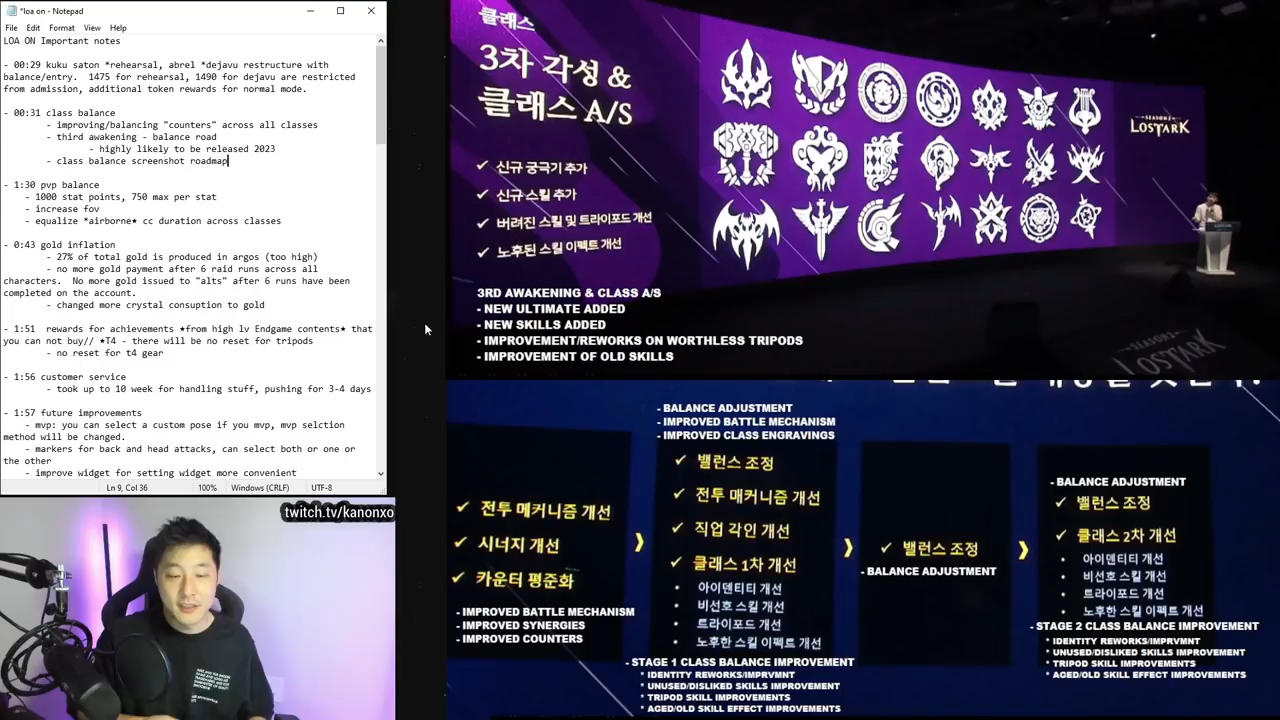 *loa on - Notepad
File Edit Format View Help
LOA ON Important notes
- 00:29 kuku saton *rehearsal, abrel *dejavu restructure with
balance/entry.  1475 for rehearsal, 1490 for dejavu are restricted
from admission, additional token rewards for normal mode.
- 00:31 class balance
- improving/balancing "counters" across all classes
- third awakening - balance road
- highly likely to be released 2023
- class balance screenshot roadmap
- 1:30 pvp balance
- 1000 stat points, 750 max per stat
- increase fov
- equalize *airborne★ cc duration across classes
- 0:43 gold inflation
- 27% of total gold is produced in argos (too high)
- no more gold payment after 6 raid runs across all
characters.  No more gold issued to "alts" after 6 runs have been
completed on the account.
- changed more crystal consuption to gold
- 1:51  rewards for achievements ★from high lv Endgame contents★ that
you can not buy// ★T4 - there will be no reset for tripods
- no reset for t4 gear
- 1:56 customer service
- took up to 10 week for handling stuff, pushing for 3-4 days
- 1:57 future improvements
- mvp: you can select a custom pose if you mvp, mvp selction
method will be changed.
- markers for back and head attacks, can select both or one or
the other
- improve widget for setting widget more convenient
Ln 9, Col 36 100% Windows (CRLF) UTF-8
twitch.tv/kanonxo
클래스
3차 각성 &
클래스 A/S
✓ 신규 궁극기 추가
✓ 신규 스킬 추가
✓ 버려진 스킬 및 트라이포드 개선
✓ 노후된 스킬 이펙트 개선
SEASON2
LOSTARK
SEASON2
LOSTARK
3RD AWAKENING & CLASS A/S
- NEW ULTIMATE ADDED
- NEW SKILLS ADDED
- IMPROVEMENT/REWORKS ON WORTHLESS TRIPODS
- IMPROVEMENT OF OLD SKILLS
✓ 전투 매커니즘 개선
✓ 시너지 개선
✓ 카운터 평준화
- IMPROVED BATTLE MECHANISM
- IMPROVED SYNERGIES
- IMPROVED COUNTERS
- BALANCE ADJUSTMENT
- IMPROVED BATTLE MECHANISM
- IMPROVED CLASS ENGRAVINGS
✓ 밸런스 조정
✓ 전투 매커니즘 개선
✓ 직업 각인 개선
✓ 클래스 1차 개선
• 아이덴티티 개선
• 비선호 스킬 개선
• 트라이포드 개선
• 노후한 스킬 이펙트 개선
- STAGE 1 CLASS BALANCE IMPROVEMENT
* IDENTITY REWORKS/IMPRVMNT
* UNUSED/DISLIKED SKILLS IMPROVEMENT
* TRIPOD SKILL IMPROVEMENTS
* AGED/OLD SKILL EFFECT IMPROVEMENTS
✓ 밸런스 조정
- BALANCE ADJUSTMENT
- BALANCE ADJUSTMENT
✓ 밸런스 조정
✓ 클래스 2차 개선
• 아이덴티티 개선
• 비선호 스킬 개선
• 트라이포드 개선
• 노후한 스킬 이펙트 개선
- STAGE 2 CLASS BALANCE IMPROVEMENT
* IDENTITY REWORKS/IMPRVMNT
* UNUSED/DISLIKED SKILLS IMPROVEMENT
* TRIPOD SKILL IMPROVEMENTS
* AGED/OLD SKILL EFFECT IMPROVEMENTS